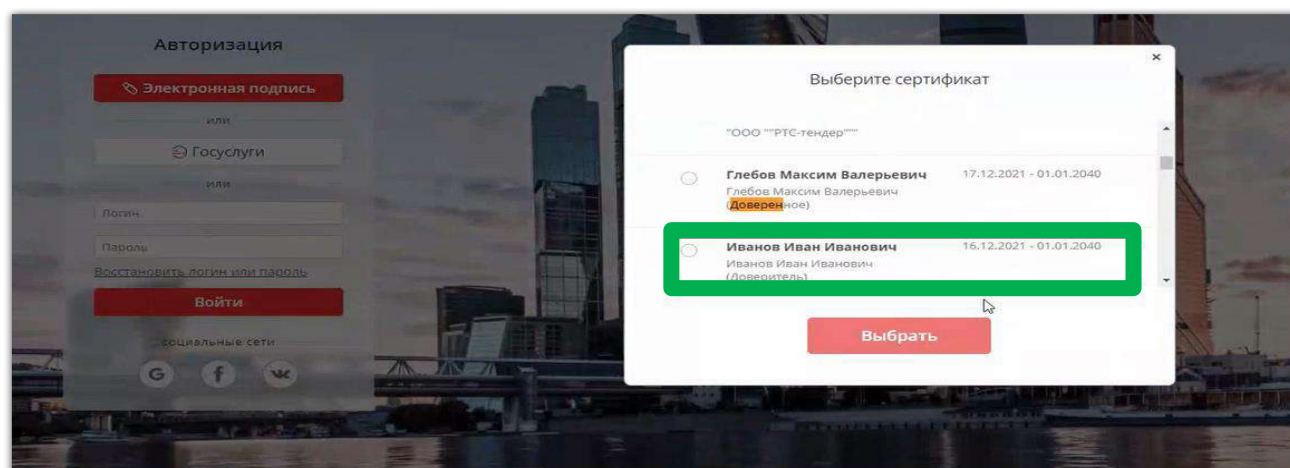 Авторизация
Электронная подпись
или
Госуслуги
или
Логин
Пароль
Восстановить логин или пароль
Войти
социальные сети
G f
×
Выберите сертификат
"ООО ""РТС-тендер"""
Глебов Максим Валерьевич 17.12.2021 - 01.01.2040
Глебов Максим Валерьевич
(Доверенное)
Иванов Иван Иванович 16.12.2021 - 01.01.2040
Иванов Иван Иванович
(Доверитель)
Выбрать